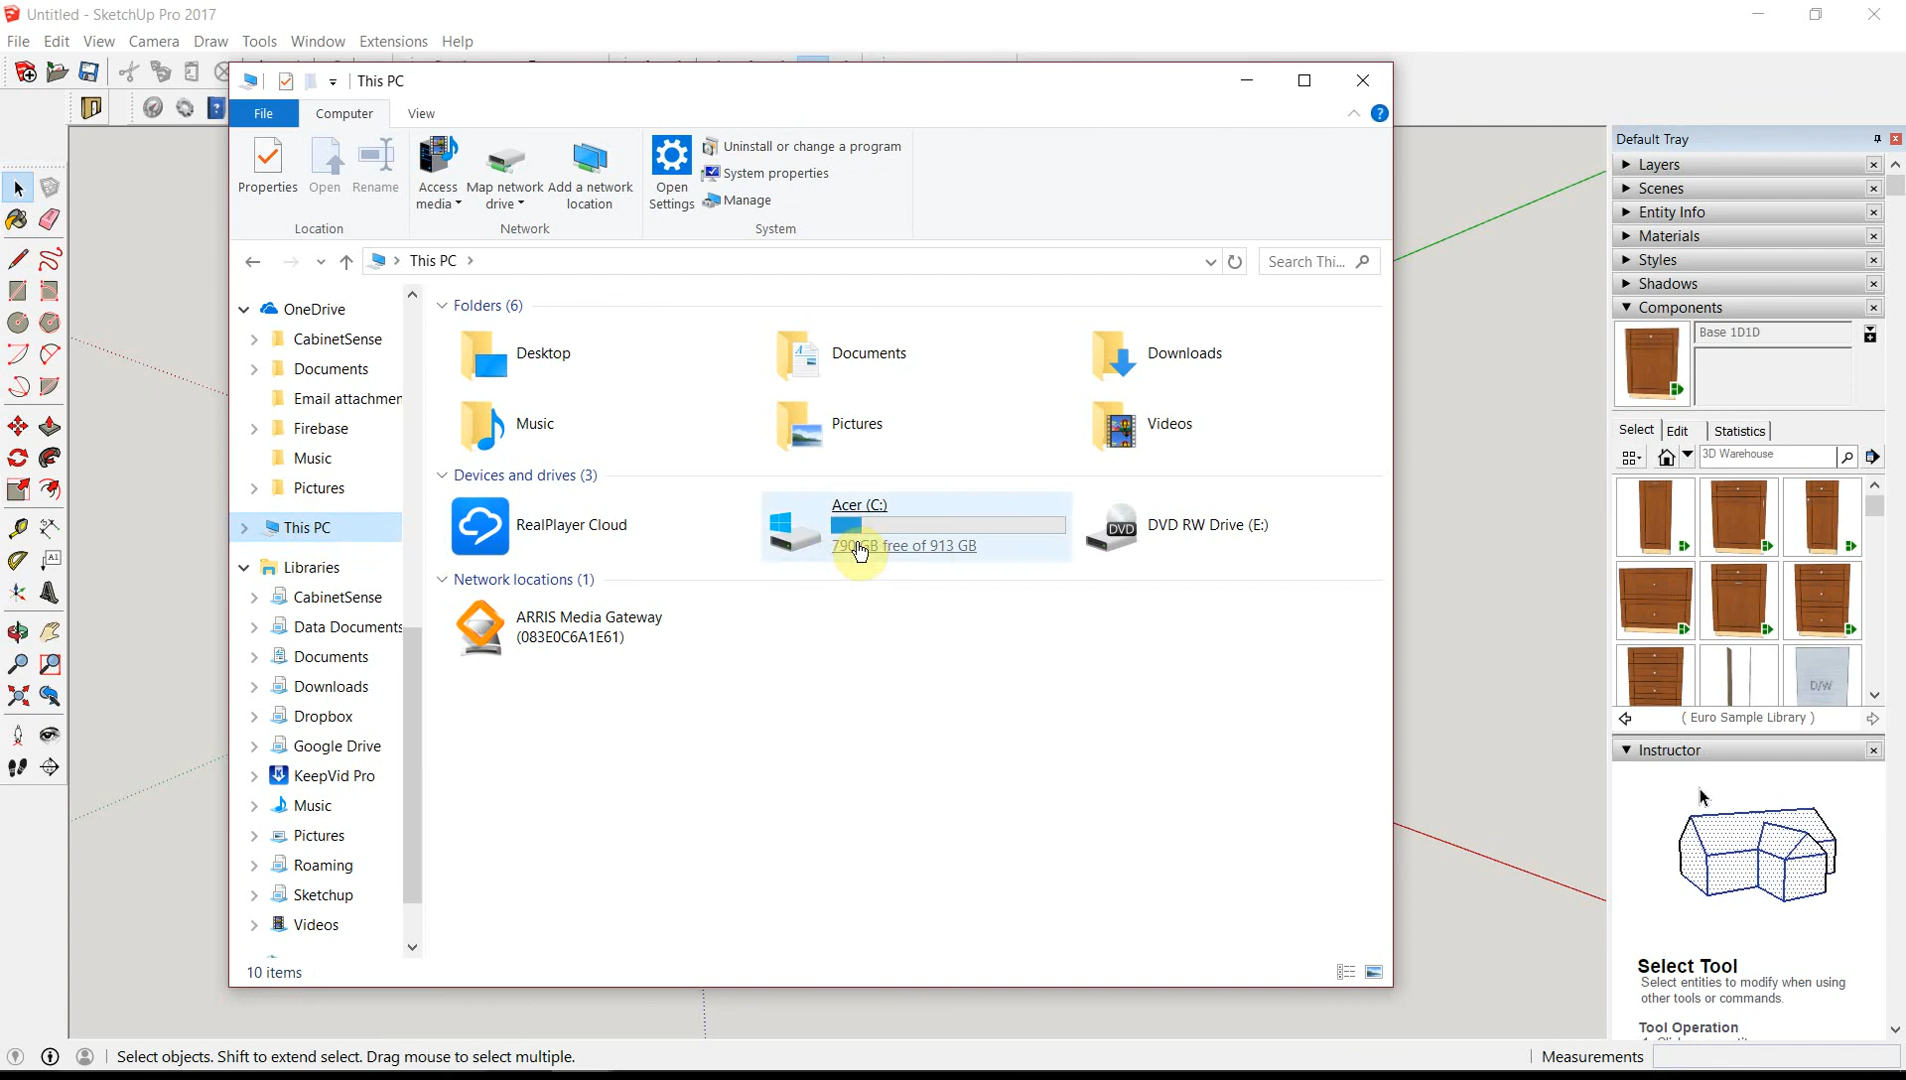 Untitled - SketchUp Pro 2017
File Edit View Camera Draw Tools Window Extensions Help
This PC
File Computer View
Properties Open Rename
Access media Map network drive Add a network location
Open Settings
Uninstall or change a program
System properties
Manage
Location Network System
This PC
Search Thi...
OneDrive
CabinetSense
Documents
Email attachmen
Firebase
Music
Pictures
This PC
Libraries
CabinetSense
Data Documents
Documents
Downloads
Dropbox
Google Drive
KeepVid Pro
Music
Pictures
Roaming
Sketchup
Videos
Folders (6)
Desktop Documents Downloads
Music Pictures Videos
Devices and drives (3)
RealPlayer Cloud
Acer (C:)
790 GB free of 913 GB
DVD
DVD RW Drive (E:)
Network locations (1)
ARRIS Media Gateway
(083E0C6A1E61)
10 items
Default Tray
Layers
Scenes
Entity Info
Materials
Styles
Shadows
Components
Base 1D1D
Select Edit Statistics
3D Warehouse
D/W
( Euro Sample Library )
Instructor
Select Tool
Select entities to modify when using
other tools or commands.
Tool Operation
Select objects. Shift to extend select. Drag mouse to select multiple.
Measurements